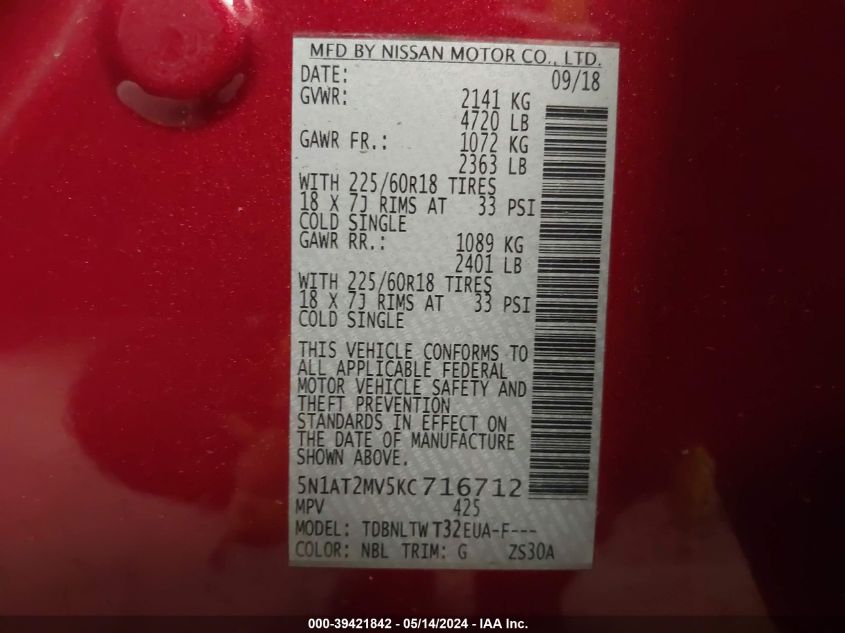 MFD BY NISSAN MOTOR CO., LTD.
DATE: 09/18
GVWR: 2141 KG
4720 LB
GAWR FR.: 1072 KG
2363 LB
WITH 225/60R18 TIRES
18 X 7J RIMS AT 33 PSI
COLD SINGLE
GAWR RR.: 1089 KG
2401 LB
WITH 225/60R18 TIRES
18 X 7J RIMS AT 33 PSI
COLD SINGLE
THIS VEHICLE CONFORMS TO
ALL APPLICABLE FEDERAL
MOTOR VEHICLE SAFETY AND
THEFT PREVENTION
STANDARDS IN EFFECT ON
THE DATE OF MANUFACTURE
SHOWN ABOVE.
5N1AT2MV5KC716712
MPV 425
MODEL: TDBNLTW T32EUA-F---
COLOR: NBL TRIM: G ZS30A
000-39421842 - 05/14/2024 - IAA Inc.